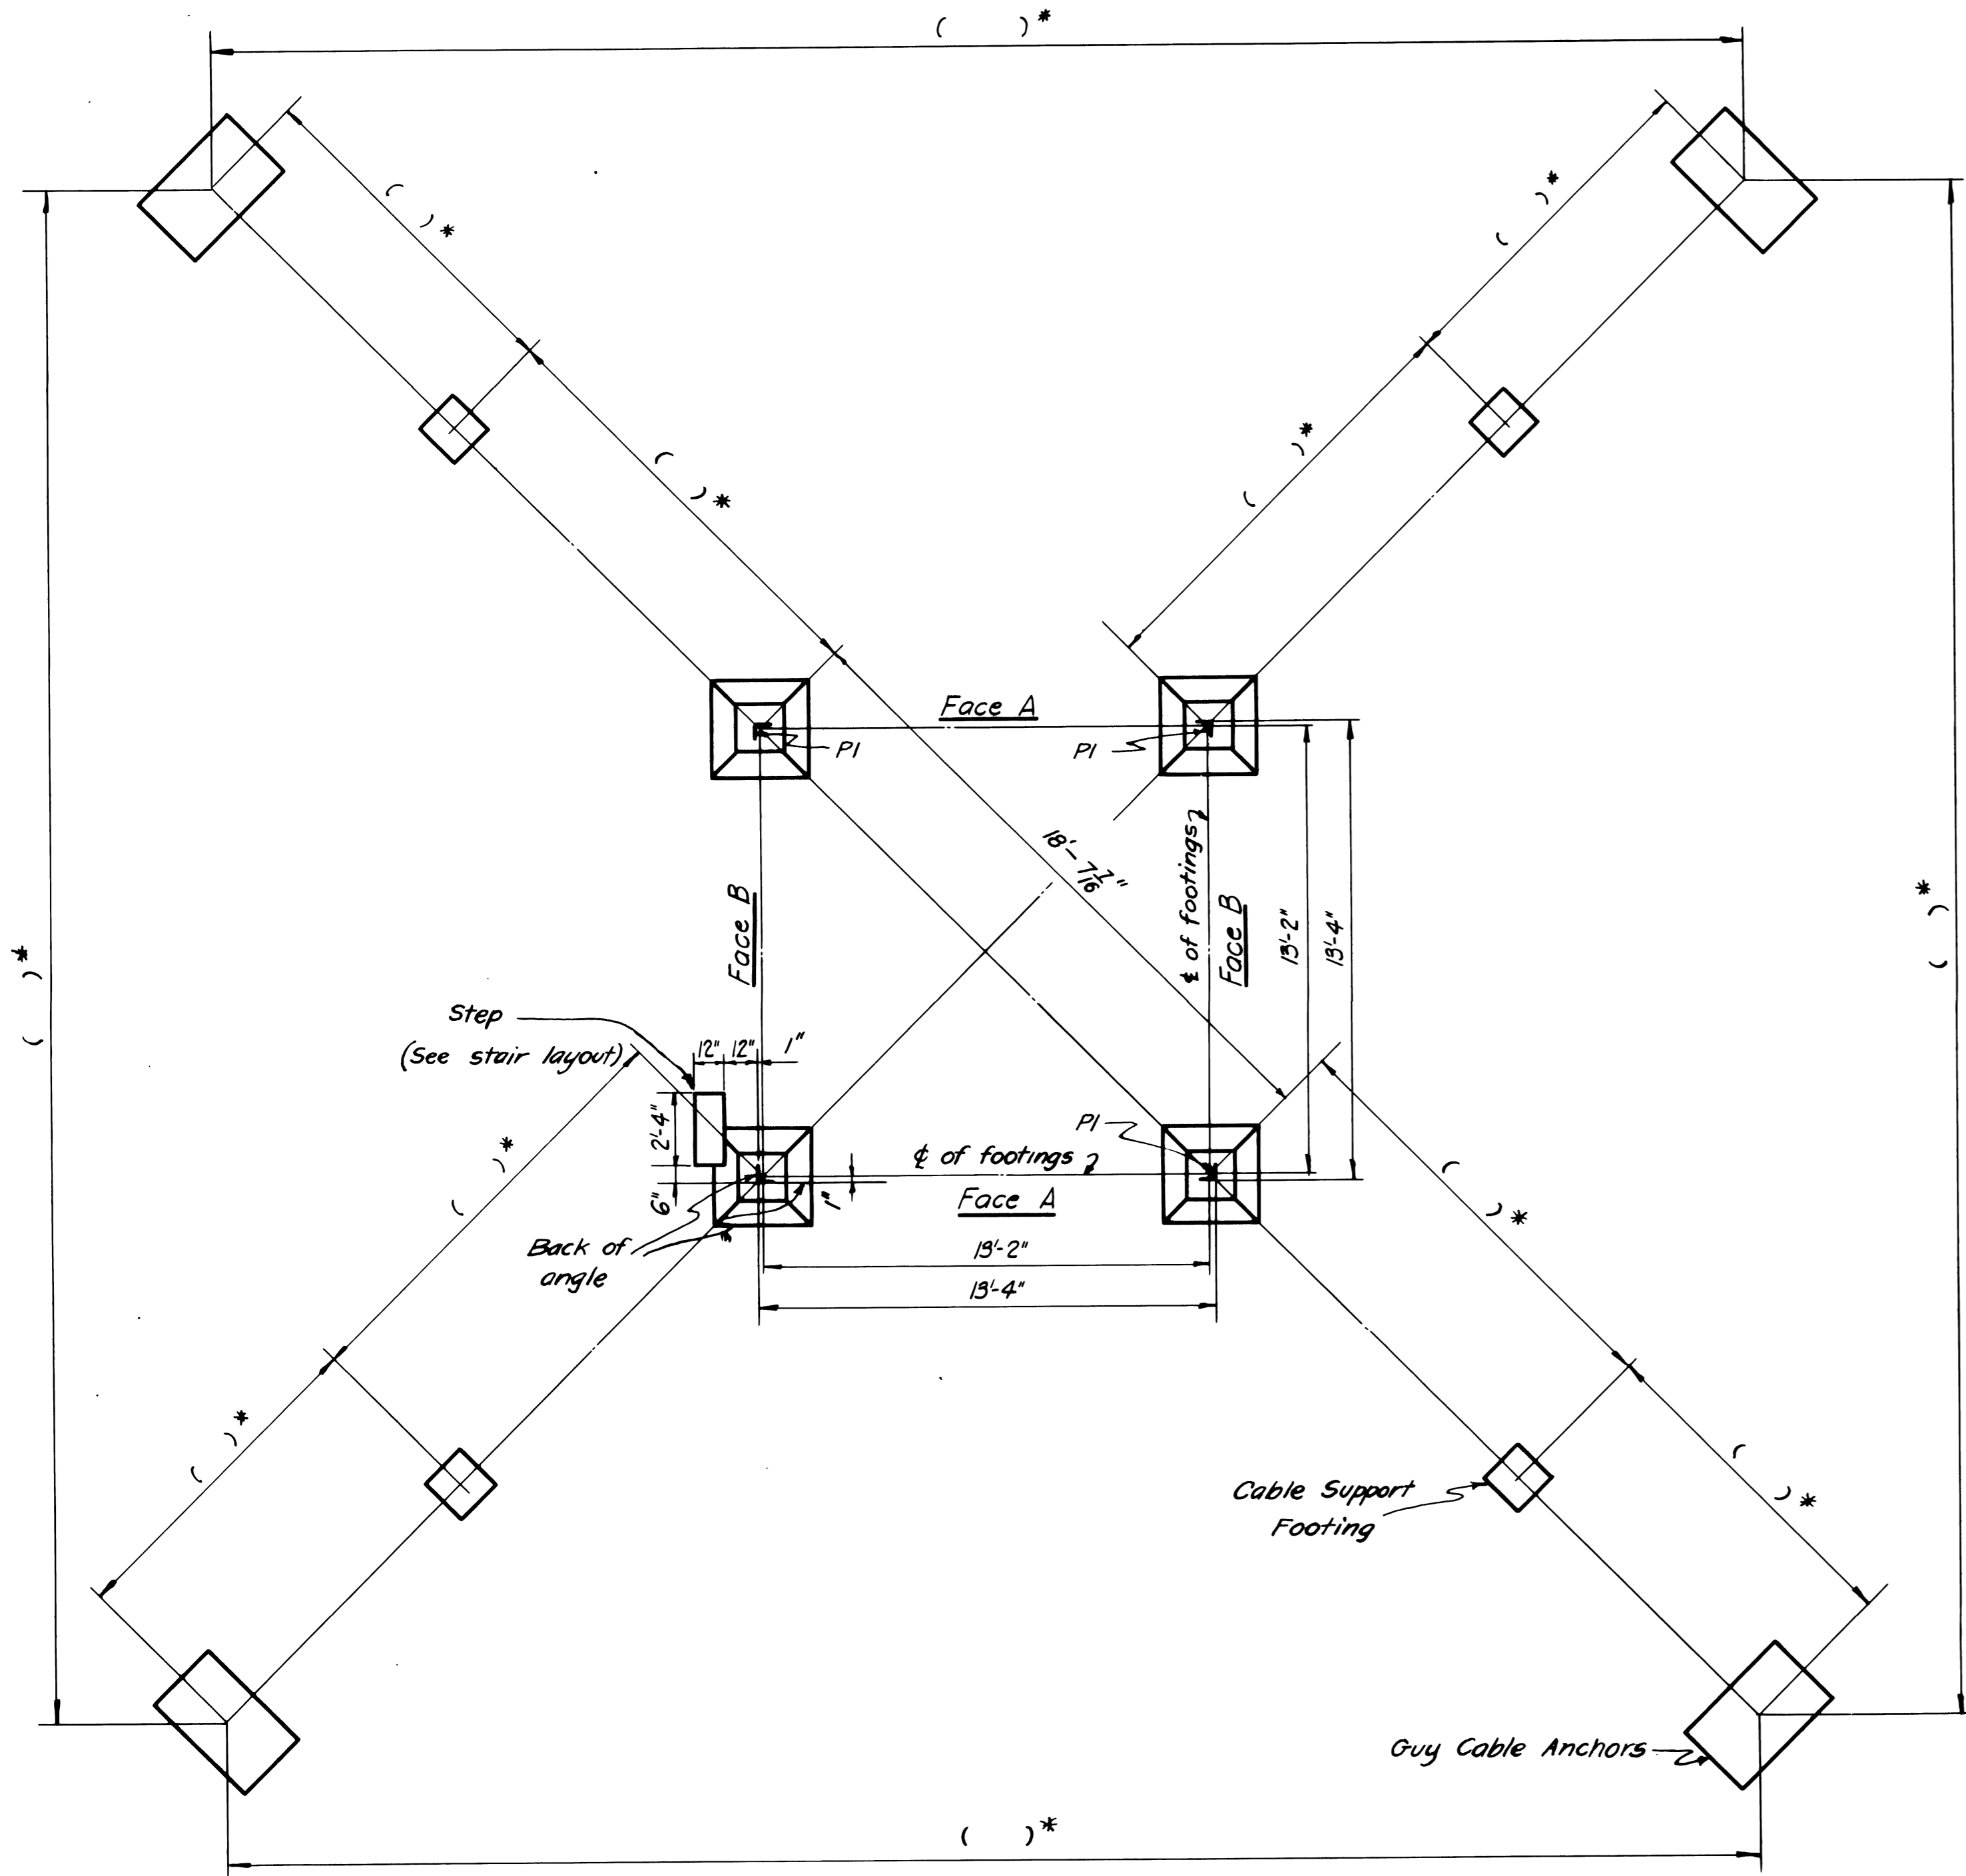 ( )*
( )*
( )*
( )*
( )*
Face A
P1
P1
18'-7 7/16"
℄ of footings
Face B
Face B
13'-2"
13'-4"
( )*
( )*
Step
(See stair layout)
12" 12" 1"
2'-4"
6"
P1
℄ of footings
Face A
1"
Back of
angle
13'-2"
13'-4"
( )*
( )*
( )*
( )*
Cable Support
Footing
Guy Cable Anchors
( )*